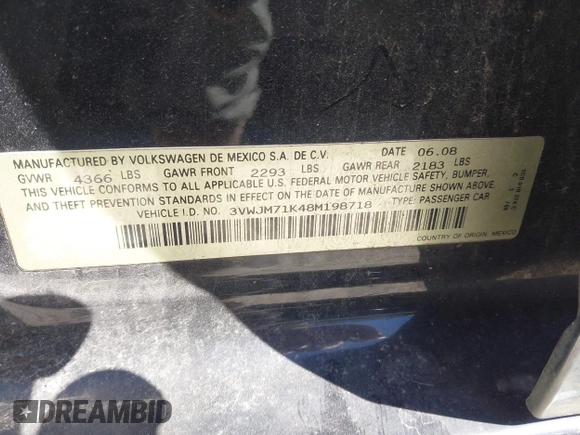 MANUFACTURED BY VOLKSWAGEN DE MEXICO S.A. DE C.V. DATE 06.08
GVWR 4366 LBS GAWR FRONT 2293 LBS GAWR REAR 2183 LBS
THIS VEHICLE CONFORMS TO ALL APPLICABLE U.S. FEDERAL MOTOR VEHICLE SAFETY, BUMPER,
AND THEFT PREVENTION STANDARDS IN EFFECT ON THE DATE OF MANUFACTURE SHOWN ABOVE.
VEHICLE I.D. NO. 3VWJM71K48M198718 TYPE: PASSENGER CAR
COUNTRY OF ORIGIN: MEXICO
DREAMBID